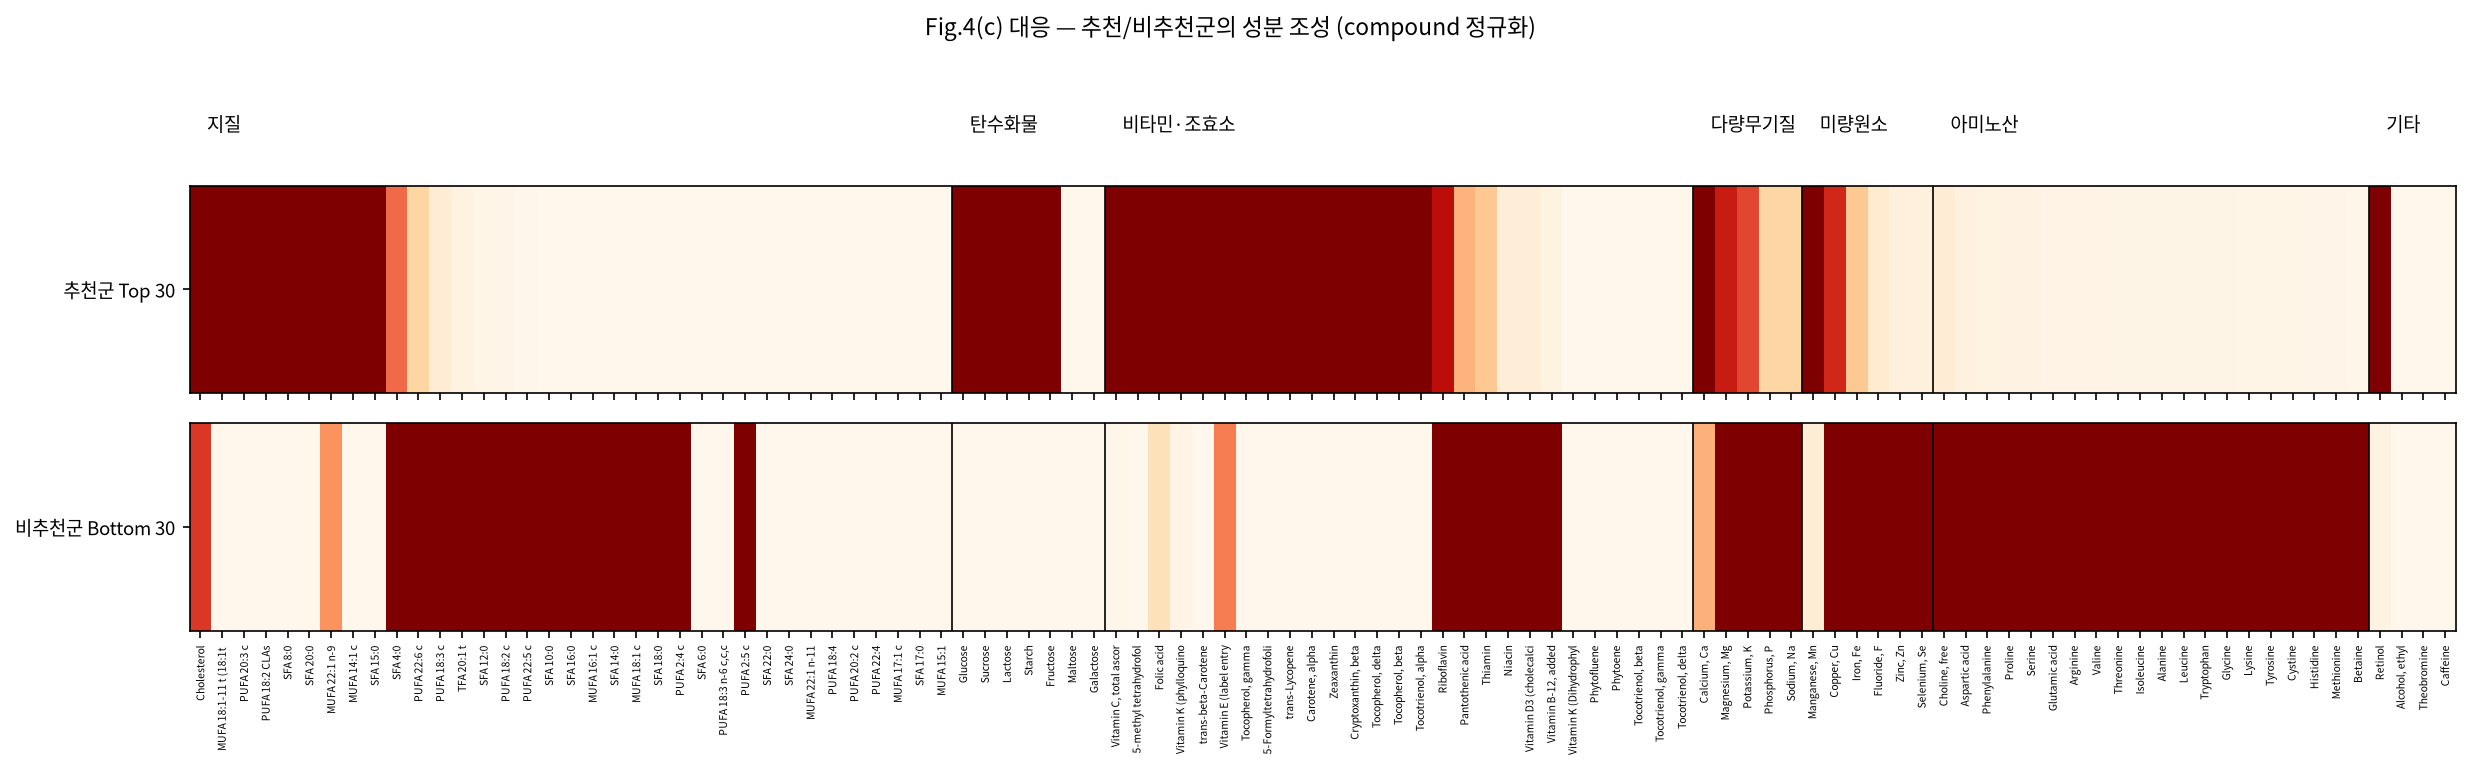 Fig.4(c) 대응 — 추천/비추천군의 성분 조성 (compound 정규화)
지질
탄수화물
비타민·조효소
다량무기질
미량원소
아미노산
기타
추천군 Top 30
비추천군 Bottom 30
Cholesterol
MUFA 18:1-11 t (18:1t
PUFA 20:3 c
PUFA 18:2 CLAs
SFA 8:0
SFA 20:0
MUFA 22:1 n-9
MUFA 14:1 c
SFA 15:0
SFA 4:0
PUFA 22:6 c
PUFA 18:3 c
TFA 20:1 t
SFA 12:0
PUFA 18:2 c
PUFA 22:5 c
SFA 10:0
SFA 16:0
MUFA 16:1 c
SFA 14:0
MUFA 18:1 c
SFA 18:0
PUFA 2:4 c
SFA 6:0
PUFA 18:3 n-6 c,c,c
PUFA 2:5 c
SFA 22:0
SFA 24:0
MUFA 22:1 n-11
PUFA 18:4
PUFA 20:2 c
PUFA 22:4
MUFA 17:1 c
SFA 17:0
MUFA 15:1
Glucose
Sucrose
Lactose
Starch
Fructose
Maltose
Galactose
Vitamin C, total ascor
5-methyl tetrahydrofol
Folic acid
Vitamin K (phylloquino
trans-beta-Carotene
Vitamin E (label entry
Tocopherol, gamma
5-Formyltetrahydrofoli
trans-Lycopene
Carotene, alpha
Zeaxanthin
Cryptoxanthin, beta
Tocopherol, delta
Tocopherol, beta
Tocotrienol, alpha
Riboflavin
Pantothenic acid
Thiamin
Niacin
Vitamin D3 (cholecalci
Vitamin B-12, added
Vitamin K (Dihydrophyl
Phytofluene
Phytoene
Tocotrienol, beta
Tocotrienol, gamma
Tocotrienol, delta
Calcium, Ca
Magnesium, Mg
Potassium, K
Phosphorus, P
Sodium, Na
Manganese, Mn
Copper, Cu
Iron, Fe
Fluoride, F
Zinc, Zn
Selenium, Se
Choline, free
Aspartic acid
Phenylalanine
Proline
Serine
Glutamic acid
Arginine
Valine
Threonine
Isoleucine
Alanine
Leucine
Tryptophan
Glycine
Lysine
Tyrosine
Cystine
Histidine
Methionine
Betaine
Retinol
Alcohol, ethyl
Theobromine
Caffeine